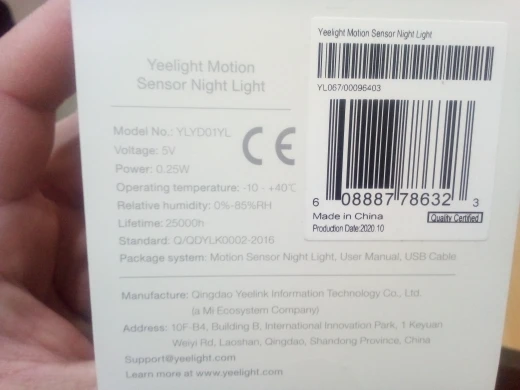 Yeelight Motion
Sensor Night Light
Model No.: YLYD01YL
Voltage: 5V
Power: 0.25W
Operating temperature: -10 - +40℃
Relative humidity: 0%-85%RH
Lifetime: 25000h
Standard: Q/QDYLK0002-2016
Package system: Motion Sensor Night Light, User Manual, USB Cable
CE
Yeelight Motion Sensor Night Light
YL067/00096403
6 08887 78632 3
Made in China
Quality Certified
Production Date:2020.10
Manufacture: Qingdao Yeelink Information Technology Co., Ltd.
(a Mi Ecosystem Company)
Address: 10F-B4, Building B, International Innovation Park, 1 Keyuan
Weiyi Rd, Laoshan, Qingdao, Shandong Province, China
Support@yeelight.com
Learn more at www.yeelight.com